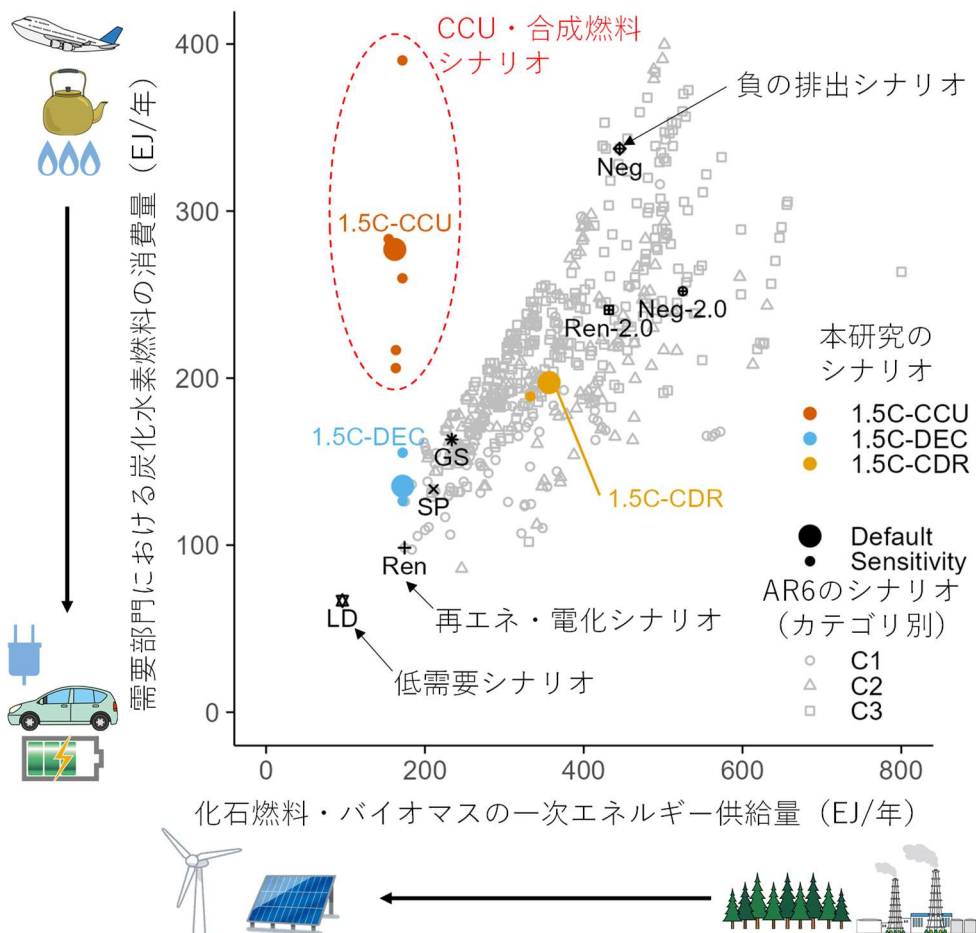 CCU・合成燃料
シナリオ
負の排出シナリオ
Neg
1.5C-CCU
Neg-2.0
Ren-2.0
本研究の
シナリオ
1.5C-CCU
1.5C-DEC
1.5C-CDR
1.5C-DEC
GS
SP
1.5C-CDR
Ren
LD
再エネ・電化シナリオ
低需要シナリオ
Default
Sensitivity
AR6のシナリオ
（カテゴリ別）
C1
C2
C3
400
300
200
100
0
需要部門における炭化水素燃料の消費量（EJ/年）
0 200 400 600 800
化石燃料・バイオマスの一次エネルギー供給量（EJ/年）